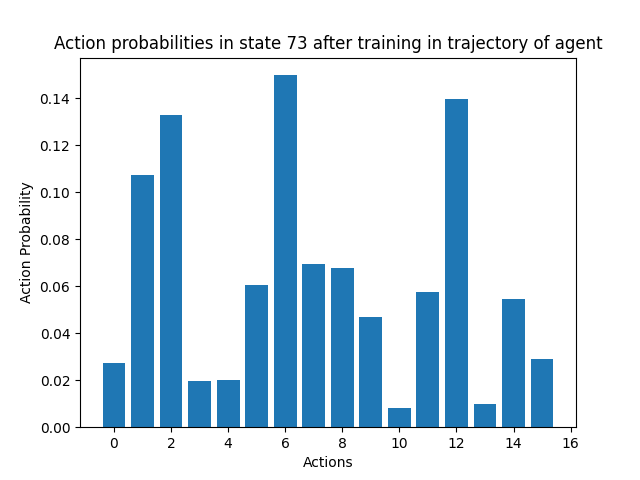 Action probabilities in state 73 after training in trajectory of agent
0.14
0.12
0.10
0.08
0.06
0.04
0.02
0.00
Action Probability
0 2 4 6 8 10 12 14 16
Actions